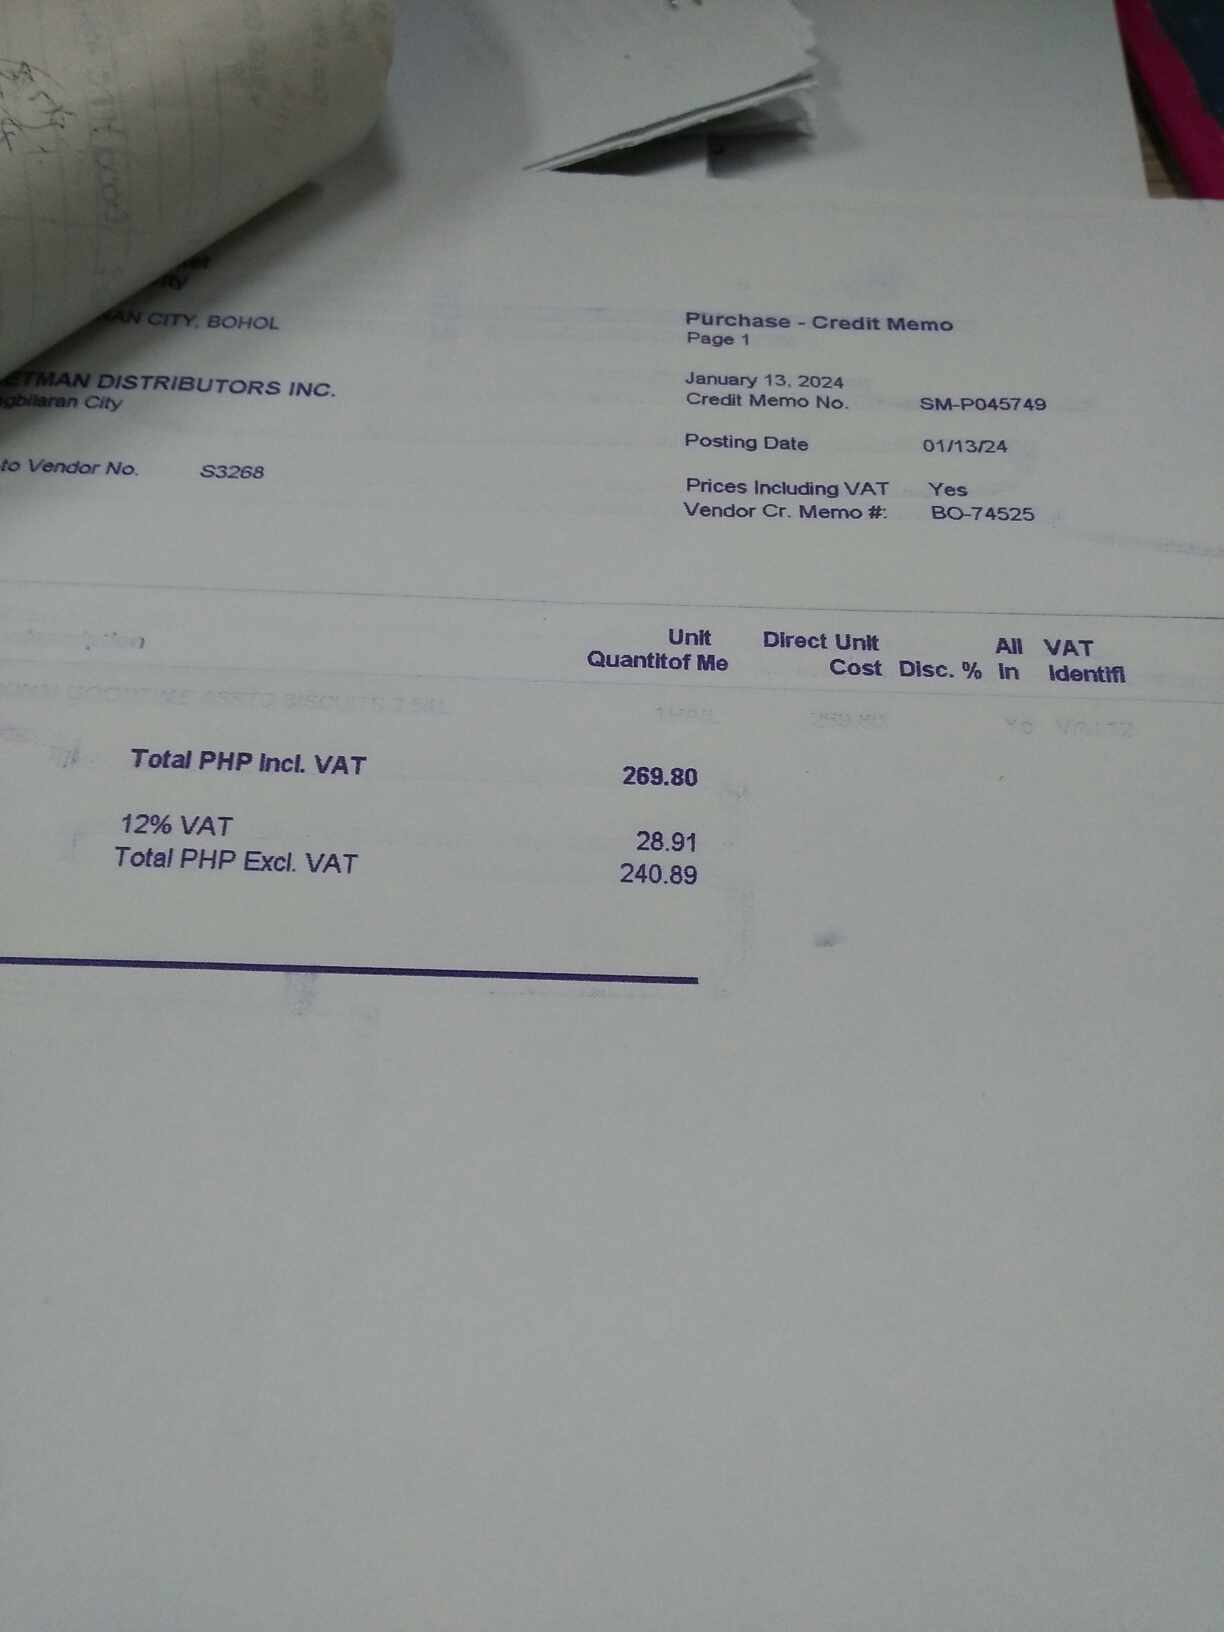 CITY, BOHOL
Purchase - Credit Memo
Page 1
DISTRIBUTORS INC.
City
January 13, 2024
Credit Memo No. SM-P045749
Posting Date 01/13/24
to Vendor No. S3268
Prices Including VAT Yes
Vendor Cr. Memo #: BO-74525
Unit Direct Unit All VAT
Quantitof Me Cost Disc. % In Identifi
Total PHP Incl. VAT 269.80
12% VAT 28.91
Total PHP Excl. VAT 240.89